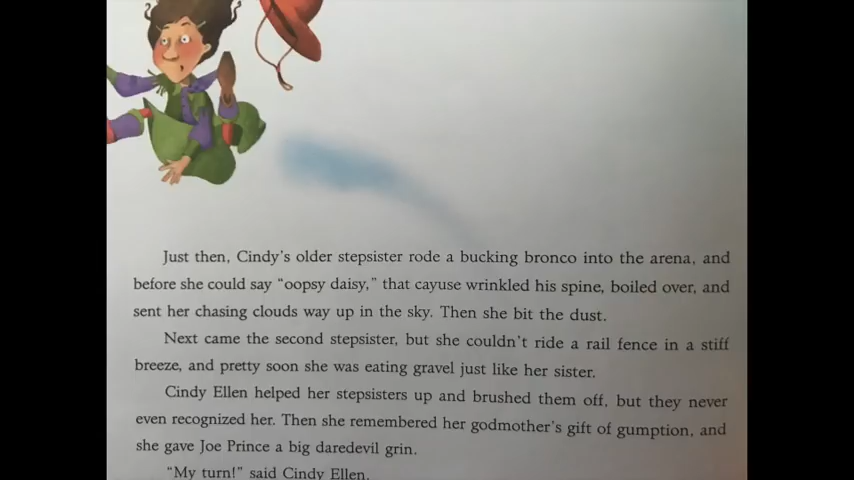 Just then, Cindy's older stepsister rode a bucking bronco into the arena, and
before she could say "oopsy daisy," that cayuse wrinkled his spine, boiled over, and
sent her chasing clouds way up in the sky. Then she bit the dust.
Next came the second stepsister, but she couldn't ride a rail fence in a stiff
breeze, and pretty soon she was eating gravel just like her sister.
Cindy Ellen helped her stepsisters up and brushed them off, but they never
even recognized her. Then she remembered her godmother's gift of gumption, and
she gave Joe Prince a big daredevil grin.
"My turn!" said Cindy Ellen.